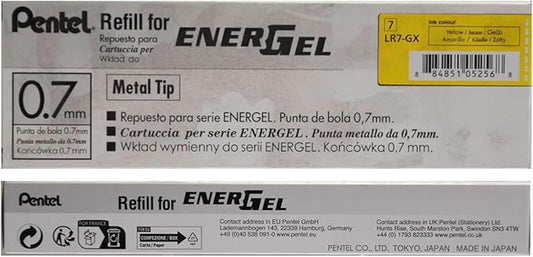 Pentel Refill for ENERGEL
Repuesto para
Cartuccia per
Wkład do
7
LR7-GX
ink colour
Yellow / Jaune / Gelb
Amarillo / Giallo / Żółty
8 84851 05256 8
0.7mm
Metal Tip
Punta de bola 0.7mm
Punta metallo da 0.7mm
Końcówka 0,7 mm
■ Repuesto para serie ENERGEL. Punta de bola 0,7mm.
■ Cartuccia per serie ENERGEL. Punta metallo da 0,7mm.
■ Wkład wymienny do serii ENERGEL. Końcówka 0,7 mm.
Pentel Refill for ENERGEL
FOR FRANCE
FOR EU
CONFEZIONE / BOX
Carta / Paper
Contact address in EU:Pentel GmbH
Lademannbogen 143, 22339 Hamburg, Germany
+49 (0)40 538 091-0 www.pentel.eu
Contact address in UK:Pentel (Stationery) Ltd.
Hunts Rise, South Marston Park, Swindon SN3 4TW
+44 (0) 1793 823333 www.pentel.co.uk
PENTEL CO., LTD. TOKYO, JAPAN MADE IN JAPAN